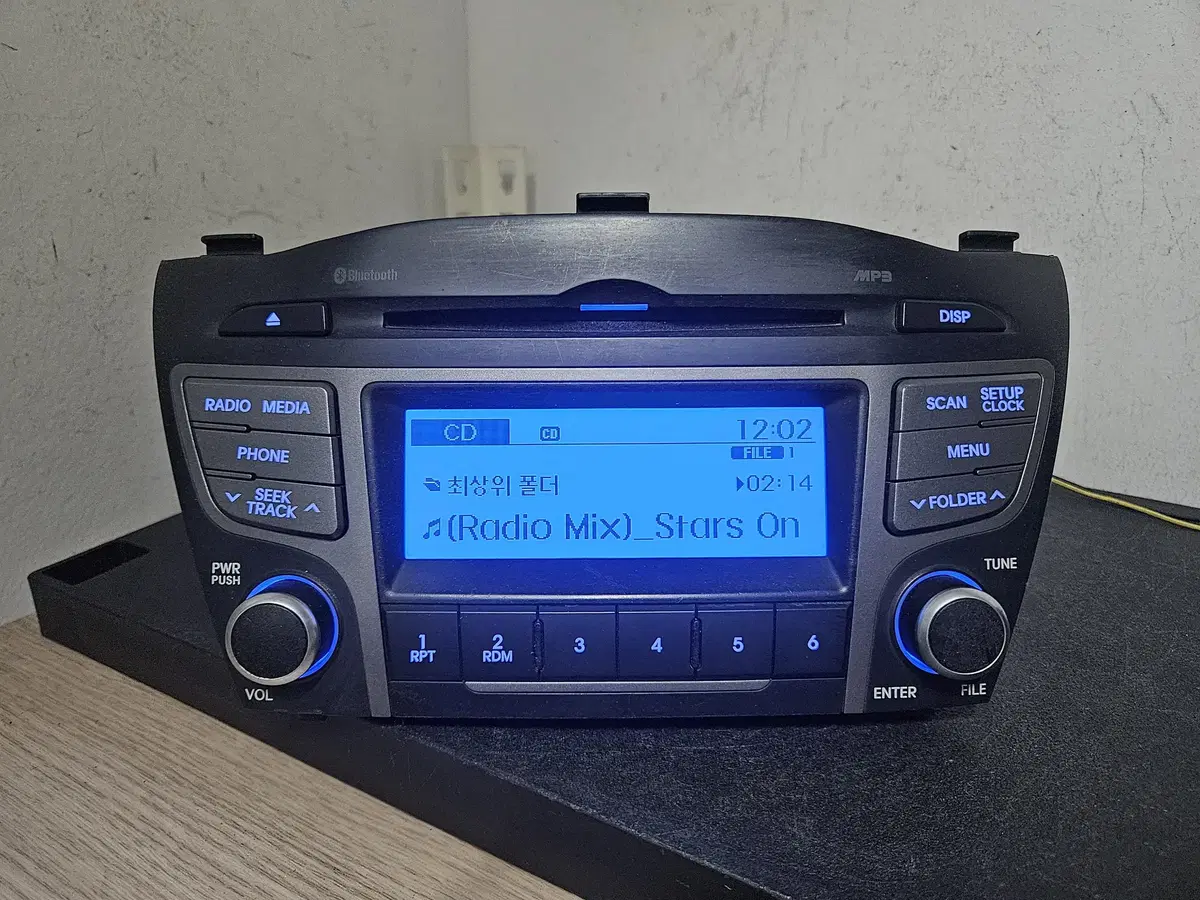 Bluetooth
MP3
DISP
RADIO MEDIA
PHONE
SEEK
TRACK
SCAN SETUP
CLOCK
MENU
FOLDER
CD CD 12:02
FILE 1
최상위 폴더 02:14
(Radio Mix)_Stars On
PWR
PUSH
VOL
TUNE
ENTER FILE
1
RPT
2
RDM
3
4
5
6